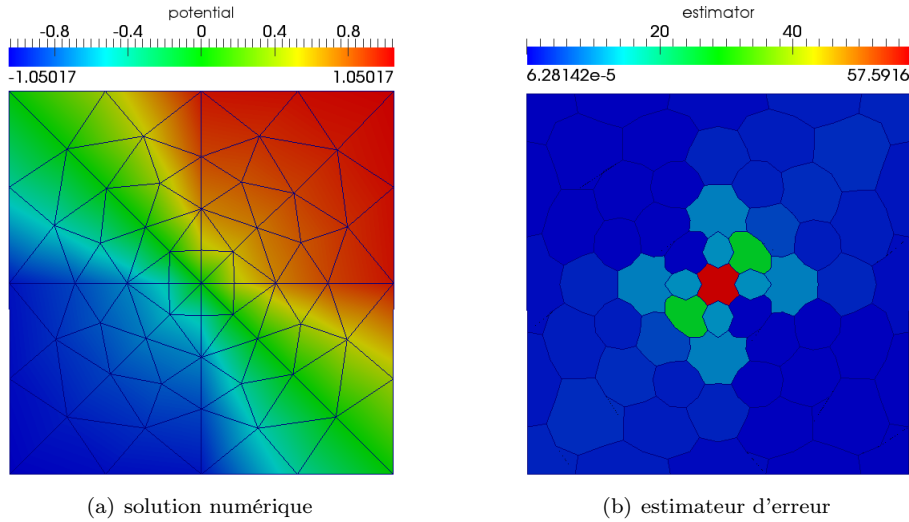 potential
-0.8 -0.4 0 0.4 0.8
-1.05017 1.05017
estimator
20 40
6.28142e-5 57.5916
(a) solution numérique
(b) estimateur d'erreur